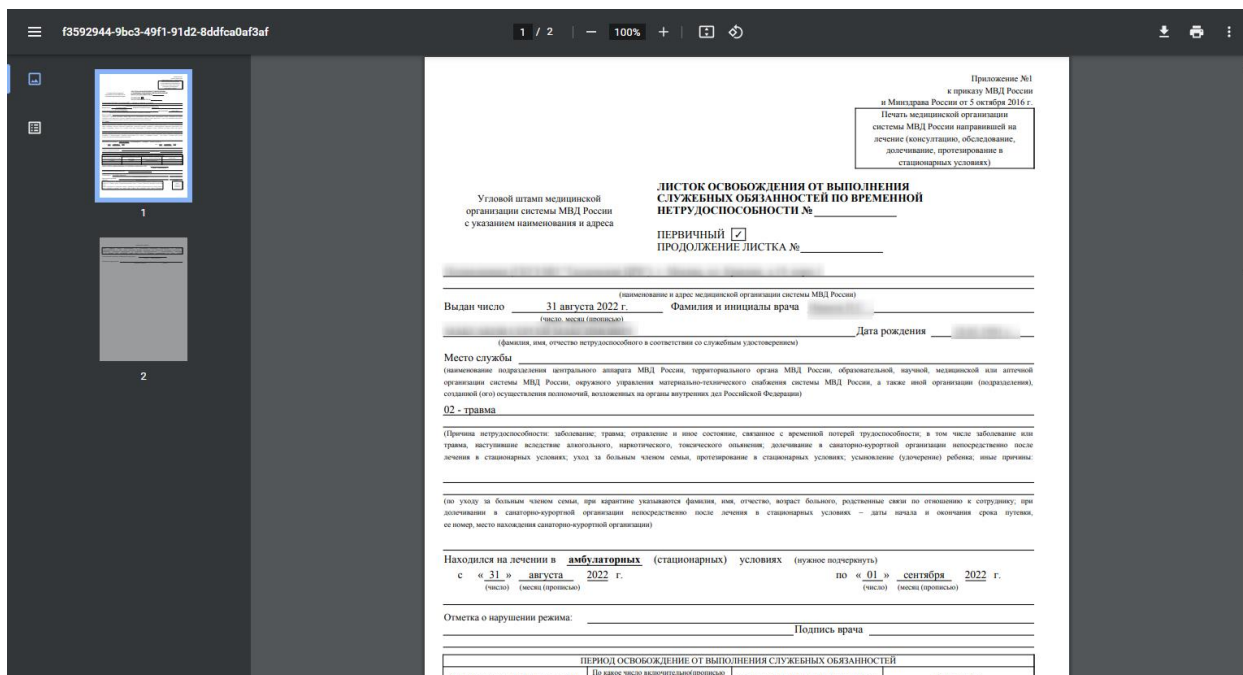 f3592944-9bc3-49f1-91d2-8ddfca0af3af
1 / 2
100%
1
2
Приложение №1
к приказу МВД России
и Минздрава России от 5 октября 2016 г.
Печать медицинской организации
системы МВД России направившей на
лечение (консультацию, обследование,
долечивание, протезирование в
стационарных условиях)
Угловой штамп медицинской
организации системы МВД России
с указанием наименования и адреса
ЛИСТОК ОСВОБОЖДЕНИЯ ОТ ВЫПОЛНЕНИЯ
СЛУЖЕБНЫХ ОБЯЗАННОСТЕЙ ПО ВРЕМЕННОЙ
НЕТРУДОСПОСОБНОСТИ №
ПЕРВИЧНЫЙ ✓
ПРОДОЛЖЕНИЕ ЛИСТКА №
(наименование и адрес медицинской организации системы МВД России)
Выдан число 31 августа 2022 г. Фамилия и инициалы врача
(число, месяц (прописью)
Дата рождения
(фамилия, имя, отчество нетрудоспособного в соответствии со служебным удостоверением)
Место службы
(наименование подразделения центрального аппарата МВД России, территориального органа МВД России, образовательной, научной, медицинской или аптечной
организации системы МВД России, окружного управления материально-технического снабжения системы МВД России, а также иной организации (подразделения),
созданной (ого) осуществления полномочий, возложенных на органы внутренних дел Российской Федерации)
02 - травма
(Причина нетрудоспособности: заболевание; травма; отравление и иное состояние, связанное с временной потерей трудоспособности; в том числе заболевание или
травма, наступившие вследствие алкогольного, наркотического, токсического опьянения; долечивание в санаторно-курортной организации непосредственно после
лечения в стационарных условиях; уход за больным членом семьи, протезирование в стационарных условиях; усыновление (удочерение) ребенка; иные причины:
(по уходу за больным членом семьи, при карантине указываются фамилия, имя, отчество, возраст больного, родственные связи по отношению к сотруднику; при
долечивании в санаторно-курортной организации непосредственно после лечения в стационарных условиях – даты начала и окончания срока путевки,
ее номер, место нахождения санаторно-курортной организации)
Находился на лечении в амбулаторных (стационарных) условиях (нужное подчеркнуть)
с « 31 » августа 2022 г. по « 01 » сентября 2022 г.
(число) (месяц (прописью) (число) (месяц (прописью)
Отметка о нарушении режима:
Подпись врача
ПЕРИОД ОСВОБОЖДЕНИЕ ОТ ВЫПОЛНЕНИЯ СЛУЖЕБНЫХ ОБЯЗАННОСТЕЙ
По какое число включительно(прописью